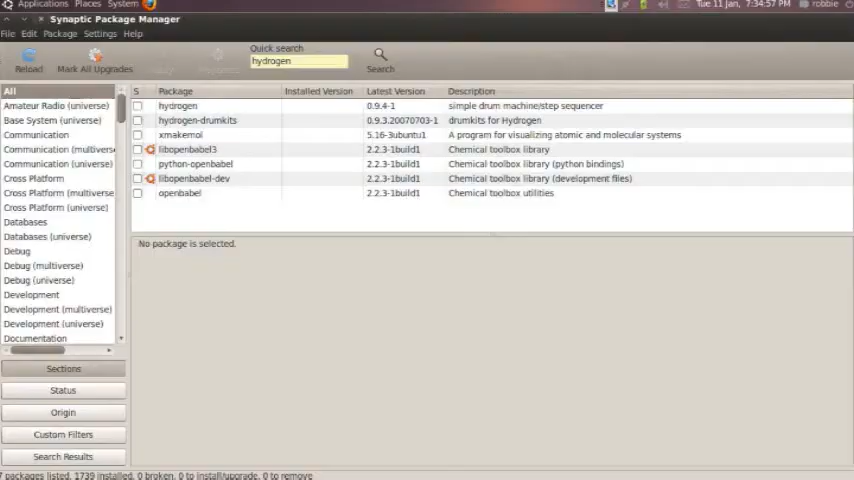 Applications Places System Tue 11 Jan, 7:34:57 PM robbie
Synaptic Package Manager
File Edit Package Settings Help
Quick search
hydrogen
Reload Mark All Upgrades Search
All
S Package Installed Version Latest Version Description
Amateur Radio (universe)
Base System (universe)
Communication
Communication (multivers
Communication (universe)
Cross Platform
Cross Platform (multiverse
Cross Platform (universe)
Databases
Databases (universe)
Debug
Debug (multiverse)
Debug (universe)
Development
Development (multiverse)
Development (universe)
Documentation
hydrogen 0.9.4-1 simple drum machine/step sequencer
hydrogen-drumkits 0.9.3.20070703-1 drumkits for Hydrogen
xmakemol 5.16-3ubuntu1 A program for visualizing atomic and molecular systems
libopenbabel3 2.2.3-1build1 Chemical toolbox library
python-openbabel 2.2.3-1build1 Chemical toolbox library (python bindings)
libopenbabel-dev 2.2.3-1build1 Chemical toolbox library (development files)
openbabel 2.2.3-1build1 Chemical toolbox utilities
No package is selected.
Sections
Status
Origin
Custom Filters
Search Results
7 packages listed, 1739 installed, 0 broken, 0 to install/upgrade, 0 to remove